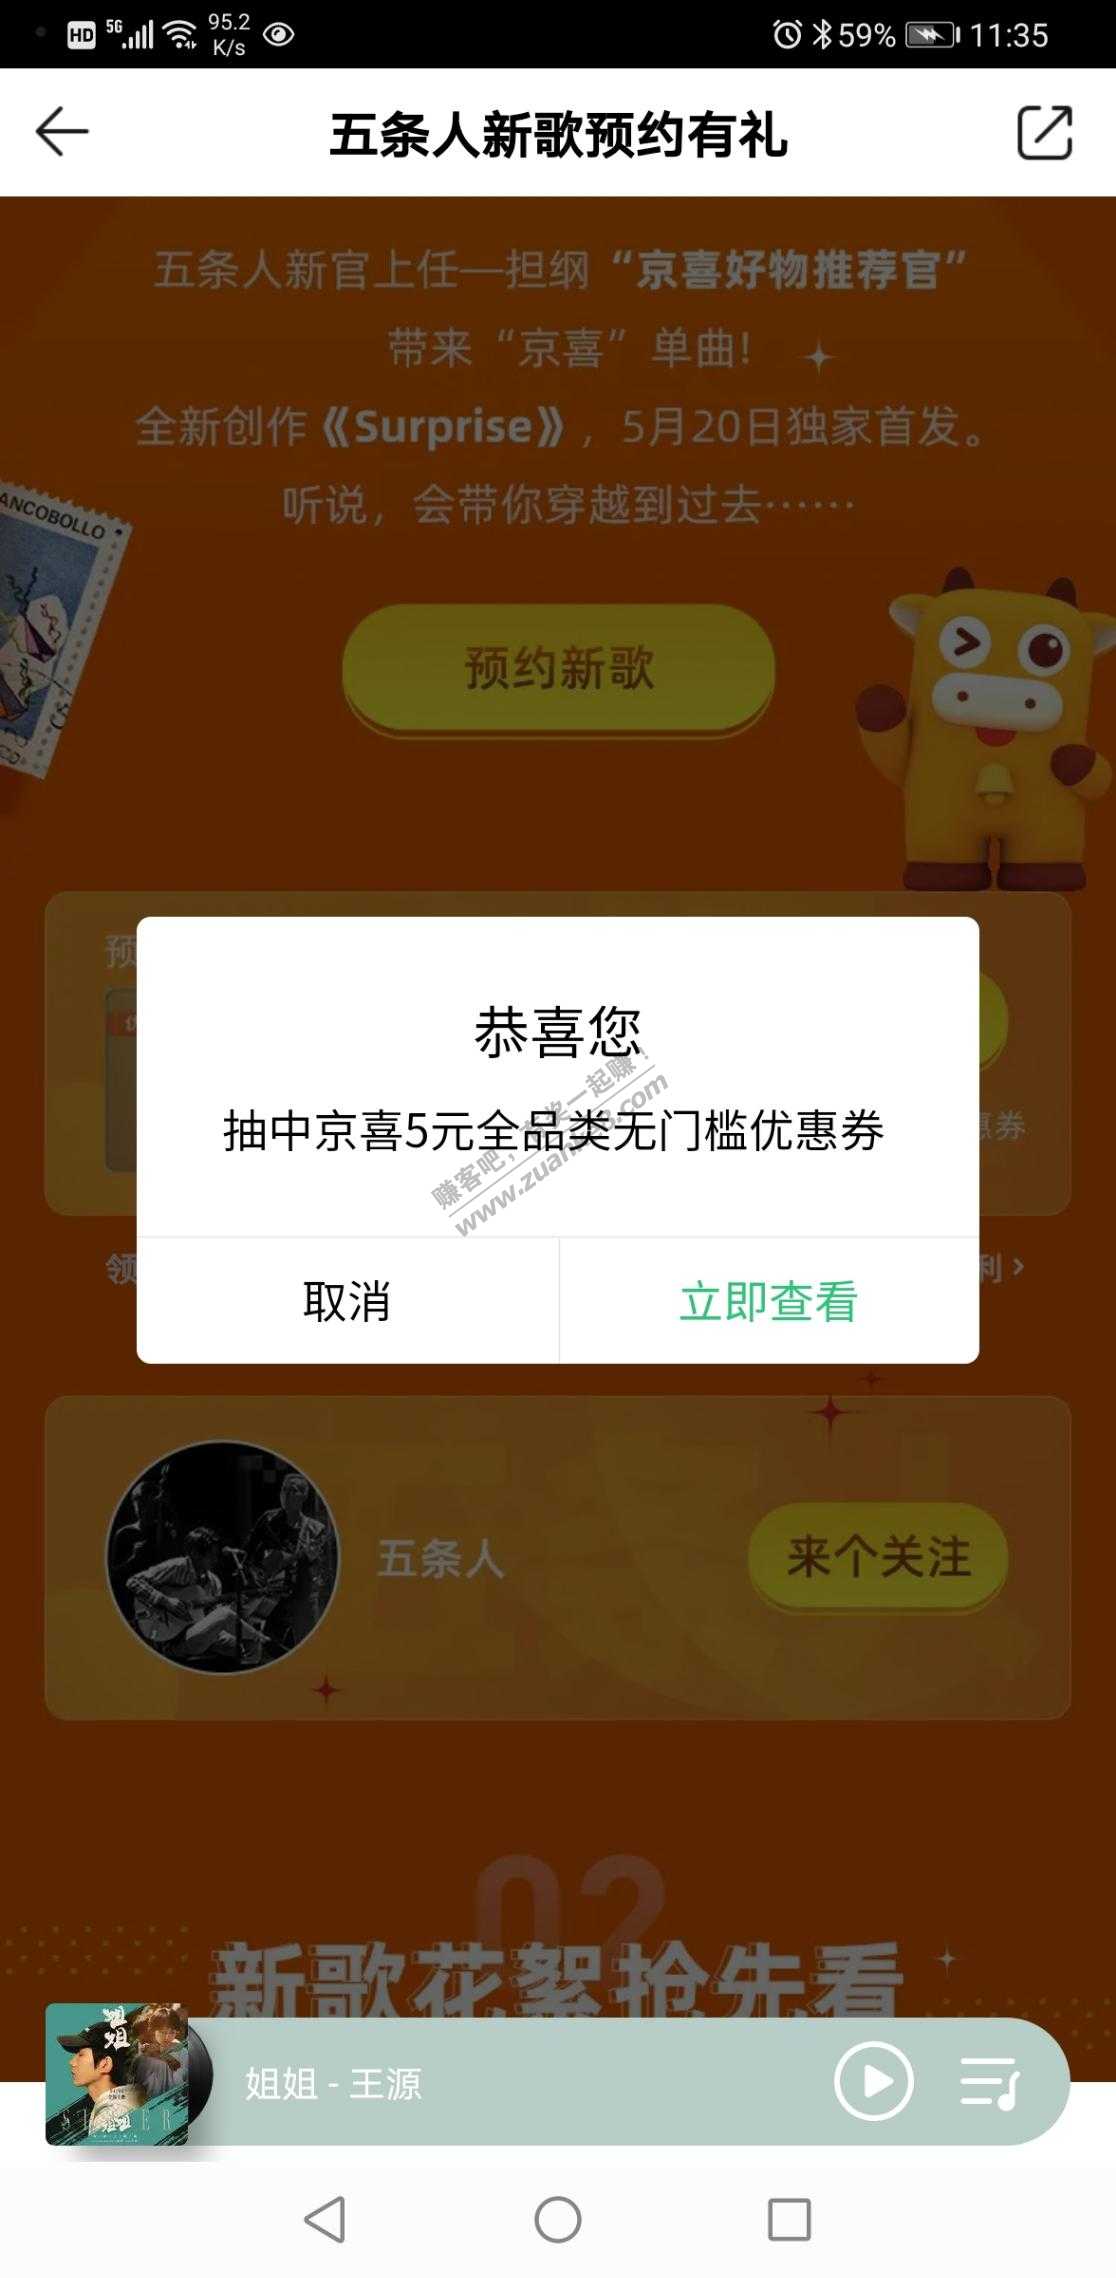 HD 5G 95.2 K/s 59% 11:35
五条人新歌预约有礼
五条人新官上任—担纲“京喜好物推荐官”
带来“京喜”单曲!
全新创作《Surprise》，5月20日独家首发。
听说，会带你穿越到过去……
ANCOBOLLO
预约新歌
预
恭喜您
抽中京喜5元全品类无门槛优惠券
惠券
赚客吧，有奖一起赚！
www.zuanke8.com
领
利 >
取消
立即查看
五条人
来个关注
02
新歌花絮抢先看
姐姐
姐姐 - 王源